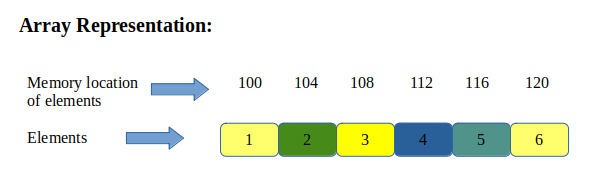 Array Representation:
Memory location
of elements
100 104 108 112 116 120
Elements
1 2 3 4 5 6